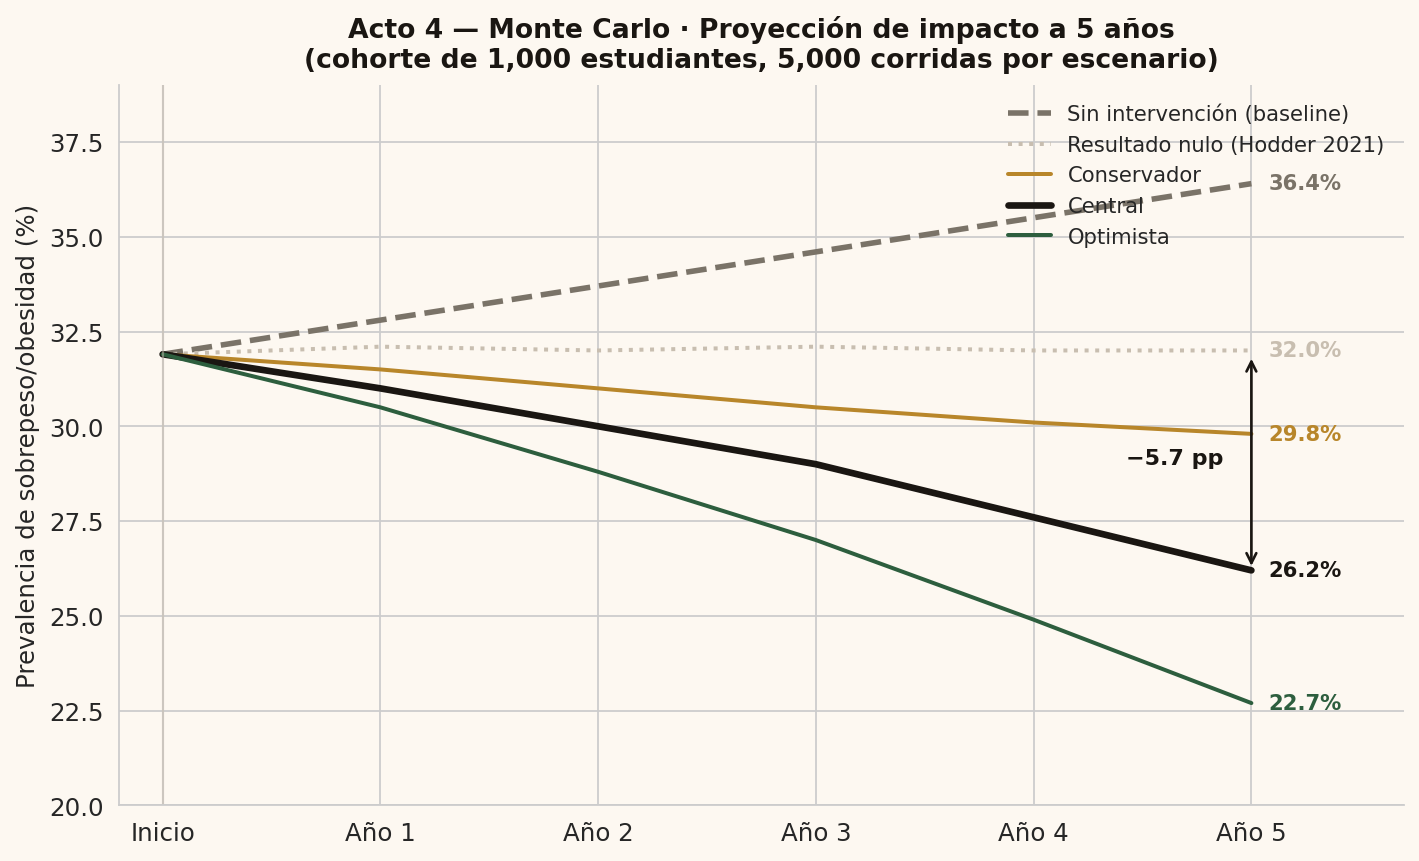 Acto 4 — Monte Carlo · Proyección de impacto a 5 años
(cohorte de 1,000 estudiantes, 5,000 corridas por escenario)
Prevalencia de sobrepeso/obesidad (%)
37.5
35.0
32.5
30.0
27.5
25.0
22.5
20.0
Sin intervención (baseline)
Resultado nulo (Hodder 2021)
Conservador
Central
Optimista
36.4%
32.0%
29.8%
−5.7 pp
26.2%
22.7%
Inicio
Año 1
Año 2
Año 3
Año 4
Año 5